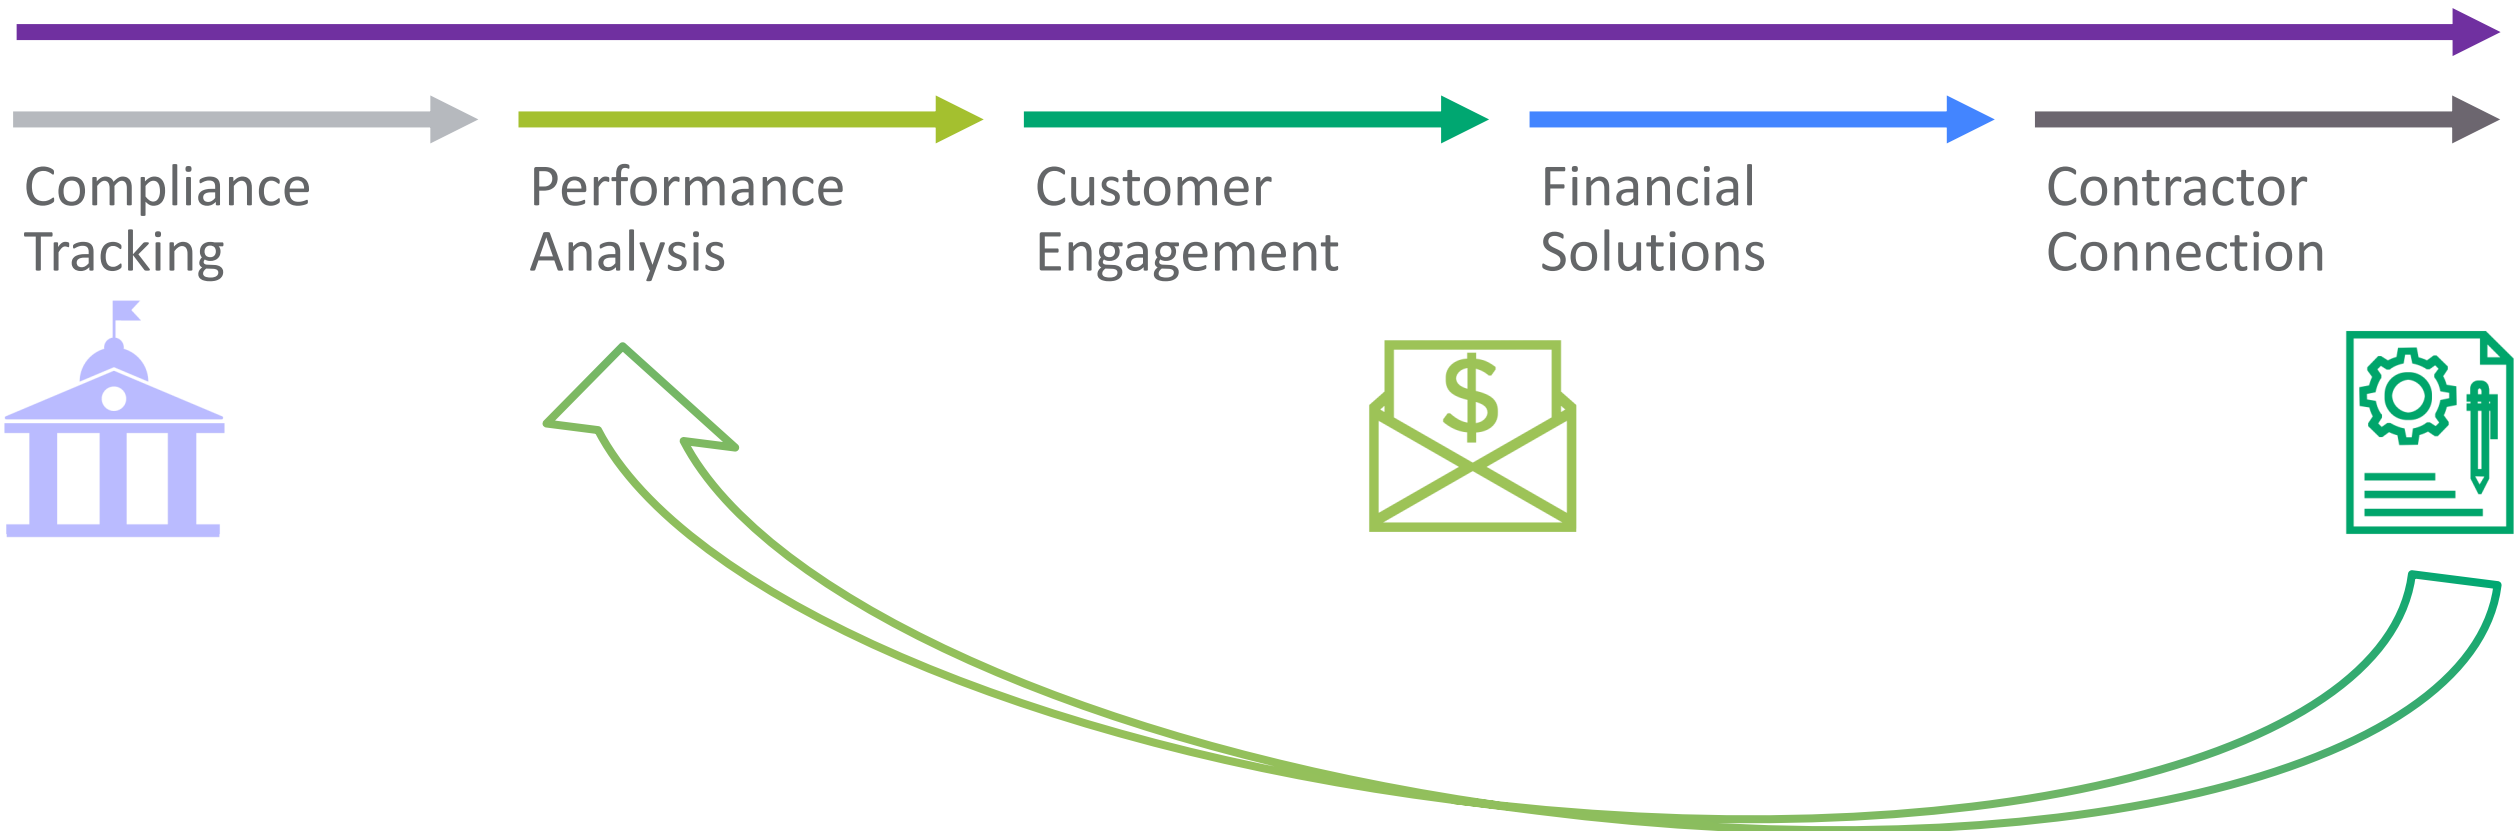 Compliance
Tracking
Performance
Analysis
Customer
Engagement
Financial
Solutions
Contractor
Connection
$